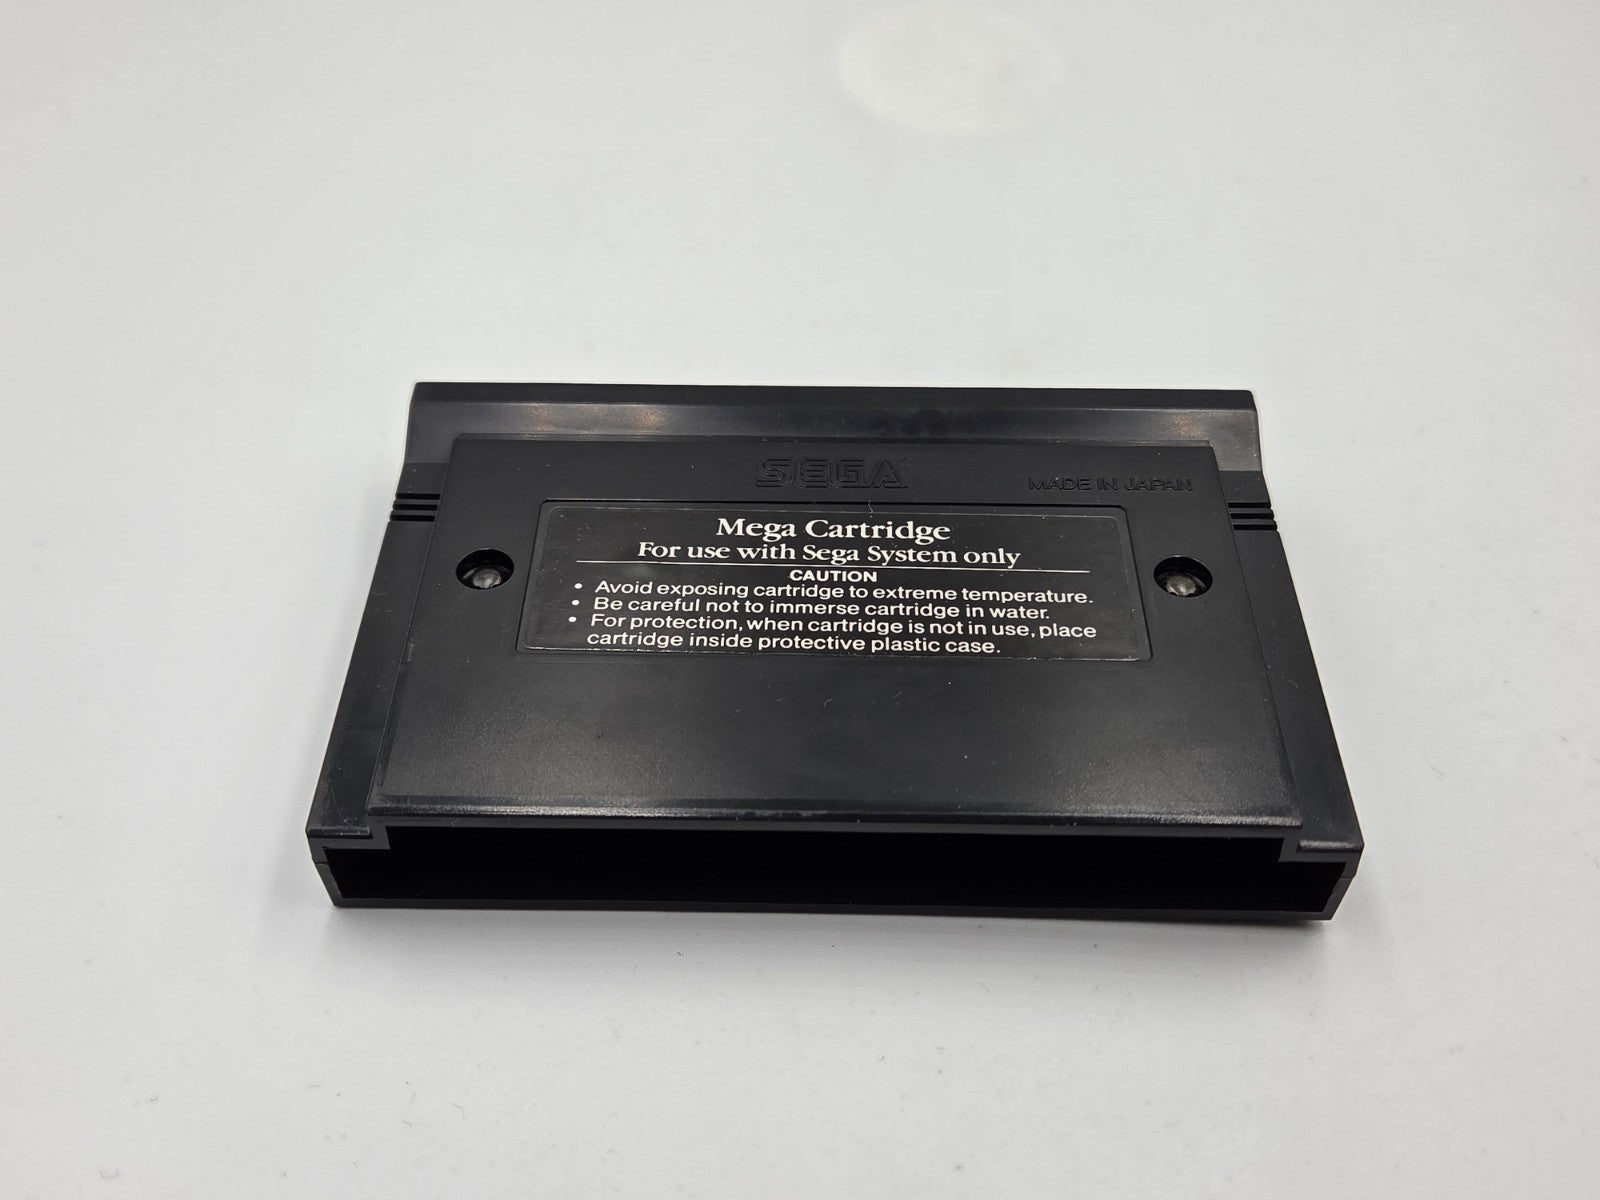 SEGA
MADE IN JAPAN
Mega Cartridge
For use with Sega System only
CAUTION
• Avoid exposing cartridge to extreme temperature.
• Be careful not to immerse cartridge in water.
• For protection, when cartridge is not in use, place
cartridge inside protective plastic case.